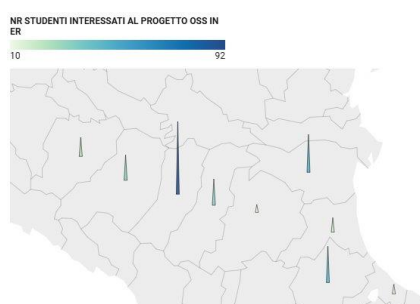 NR STUDENTI INTERESSATI AL PROGETTO OSS IN
ER
10 92